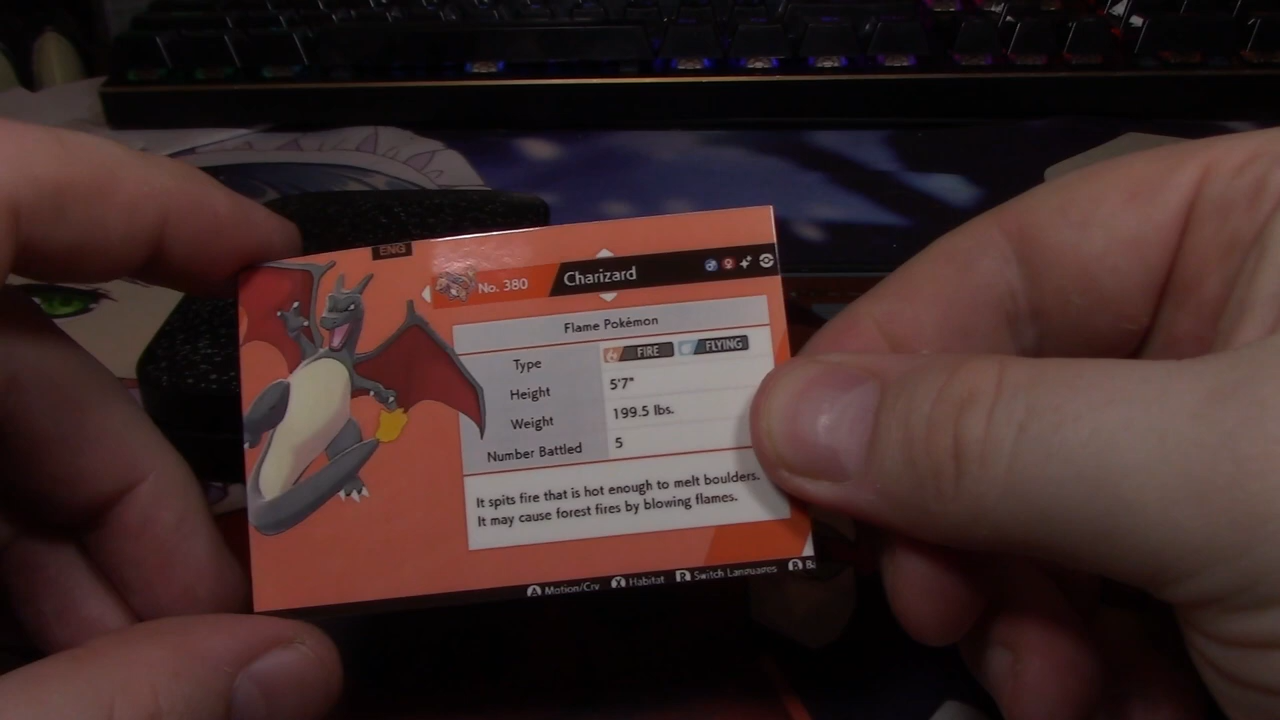 ENG
No. 380 Charizard
Flame Pokémon
Type FIRE FLYING
Height 5'7"
Weight 199.5 lbs.
Number Battled 5
It spits fire that is hot enough to melt boulders.
It may cause forest fires by blowing flames.
A Motion/Cry X Habitat R Switch Languages B